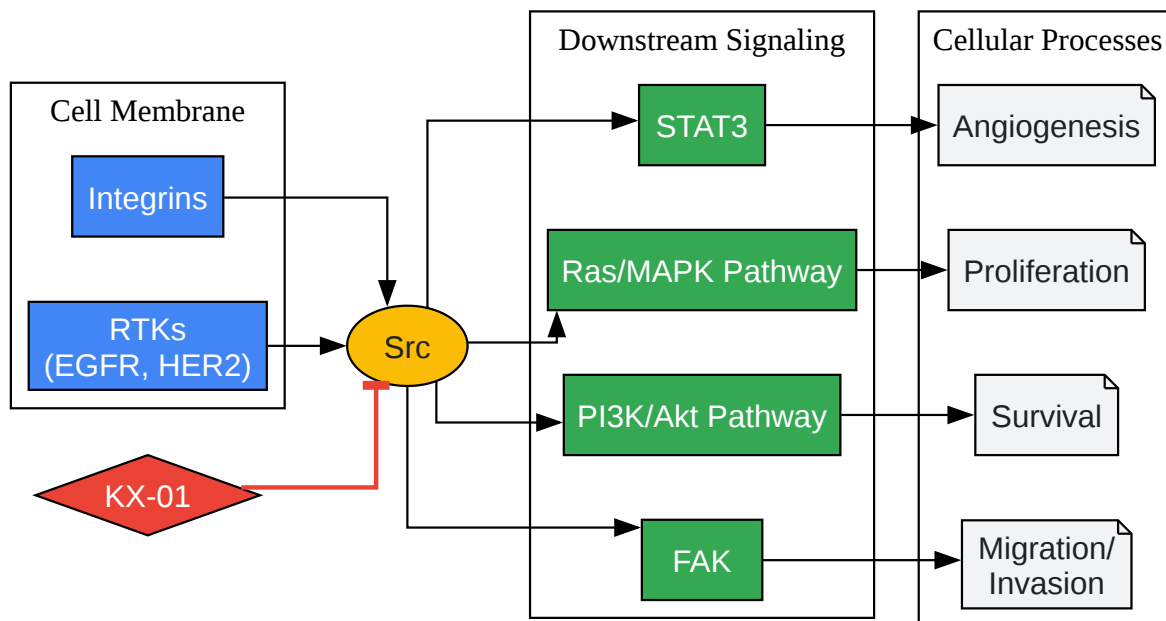 Cell Membrane
Integrins
RTKs
(EGFR, HER2)
KX-01
Src
Downstream Signaling
STAT3
Ras/MAPK Pathway
PI3K/Akt Pathway
FAK
Cellular Processes
Angiogenesis
Proliferation
Survival
Migration/
Invasion